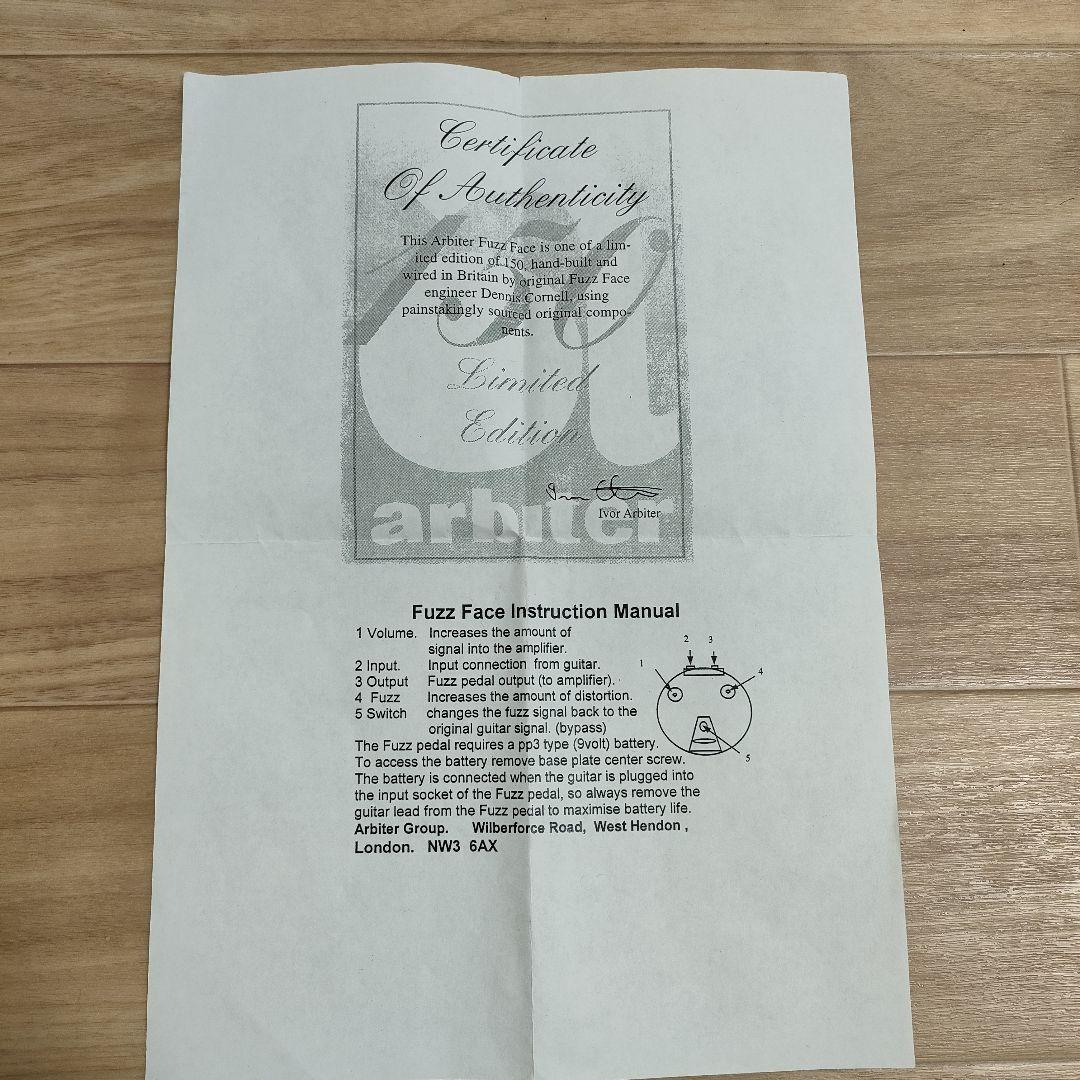 Certificate
Of Authenticity
This Arbiter Fuzz Face is one of a lim-
ited edition of 150, hand-built and
wired in Britain by original Fuzz Face
engineer Dennis Cornell, using
painstakingly sourced original compo-
nents.
Limited
Edition
Ivor Arbiter
arbiter
Fuzz Face Instruction Manual
1 Volume. Increases the amount of
signal into the amplifier.
2 Input. Input connection from guitar.
3 Output Fuzz pedal output (to amplifier).
4 Fuzz Increases the amount of distortion.
5 Switch changes the fuzz signal back to the
original guitar signal. (bypass)
The Fuzz pedal requires a pp3 type (9volt) battery.
To access the battery remove base plate center screw.
The battery is connected when the guitar is plugged into
the input socket of the Fuzz pedal, so always remove the
guitar lead from the Fuzz pedal to maximise battery life.
Arbiter Group. Wilberforce Road, West Hendon ,
London. NW3 6AX
2 3
1
4
5